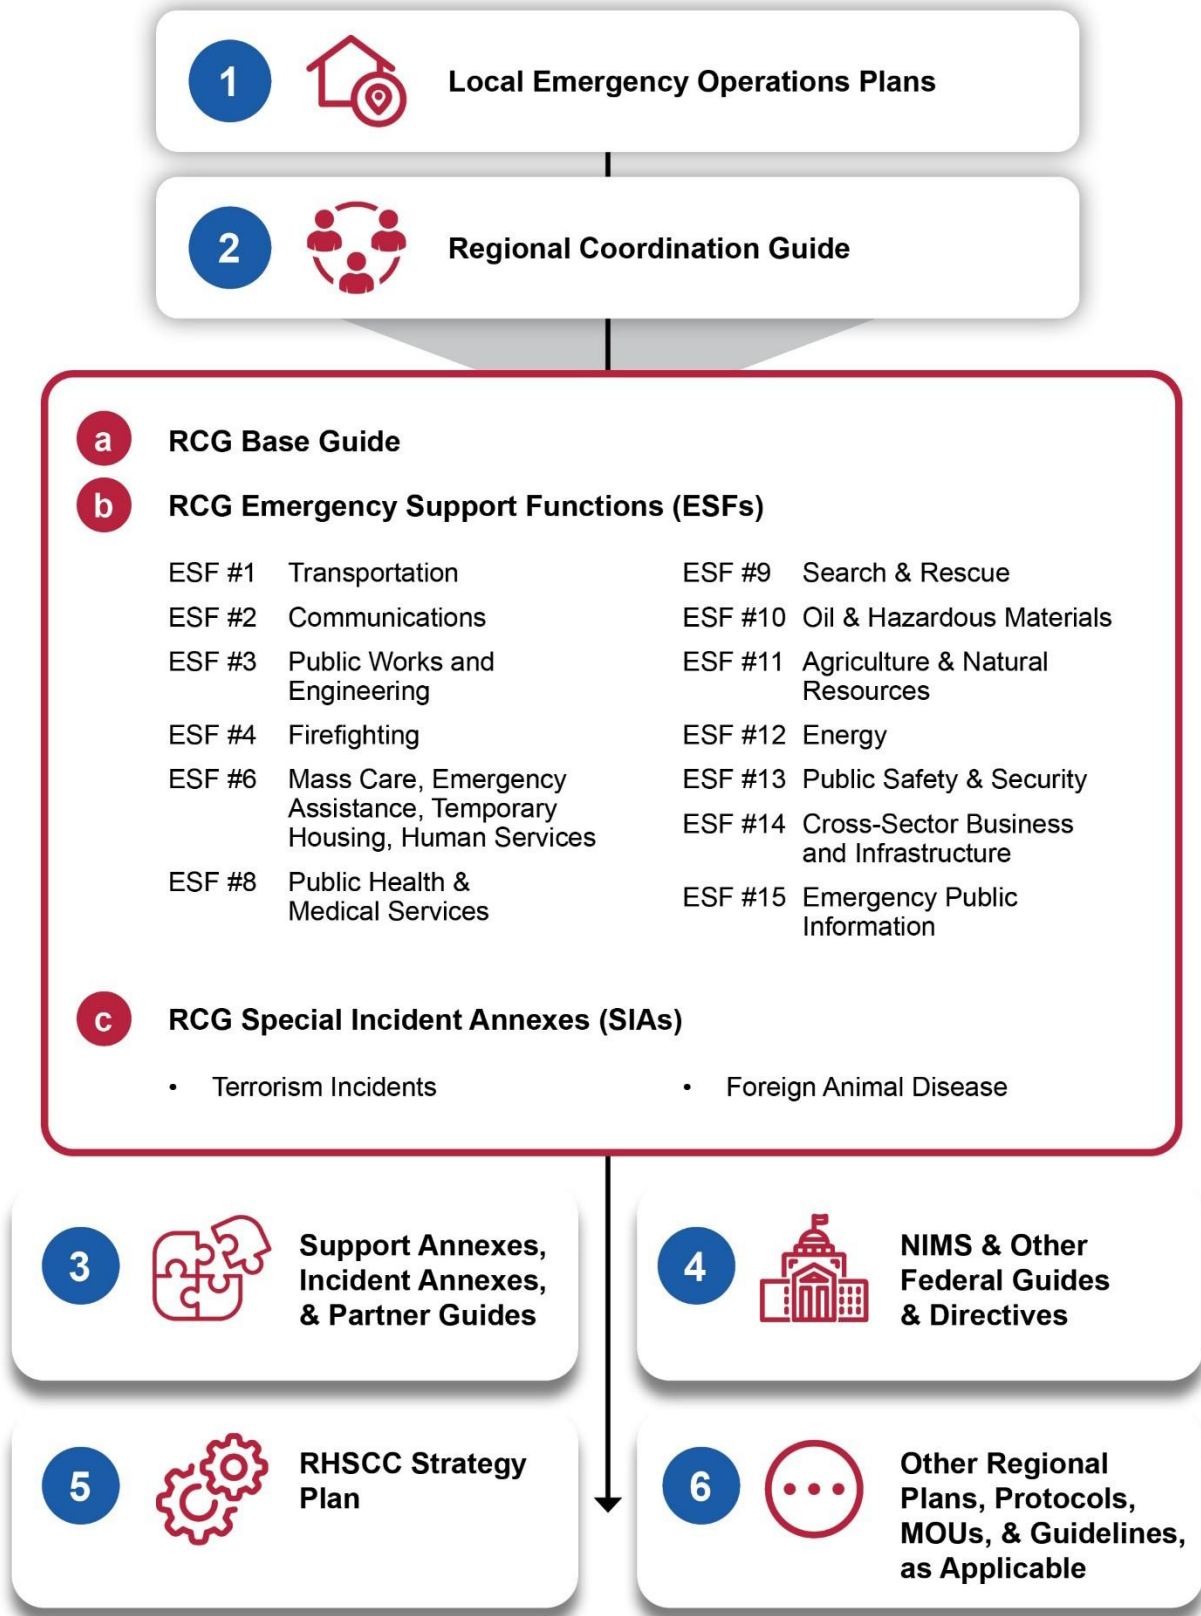 1
Local Emergency Operations Plans
2
Regional Coordination Guide
a
RCG Base Guide
b
RCG Emergency Support Functions (ESFs)
ESF #1 Transportation
ESF #2 Communications
ESF #3 Public Works and
Engineering
ESF #4 Firefighting
ESF #6 Mass Care, Emergency
Assistance, Temporary
Housing, Human Services
ESF #8 Public Health &
Medical Services
ESF #9 Search & Rescue
ESF #10 Oil & Hazardous Materials
ESF #11 Agriculture & Natural
Resources
ESF #12 Energy
ESF #13 Public Safety & Security
ESF #14 Cross-Sector Business
and Infrastructure
ESF #15 Emergency Public
Information
c
RCG Special Incident Annexes (SIAs)
• Terrorism Incidents
• Foreign Animal Disease
3
Support Annexes,
Incident Annexes,
& Partner Guides
4
NIMS & Other
Federal Guides
& Directives
5
RHSCC Strategy
Plan
6
Other Regional
Plans, Protocols,
MOUs, & Guidelines,
as Applicable